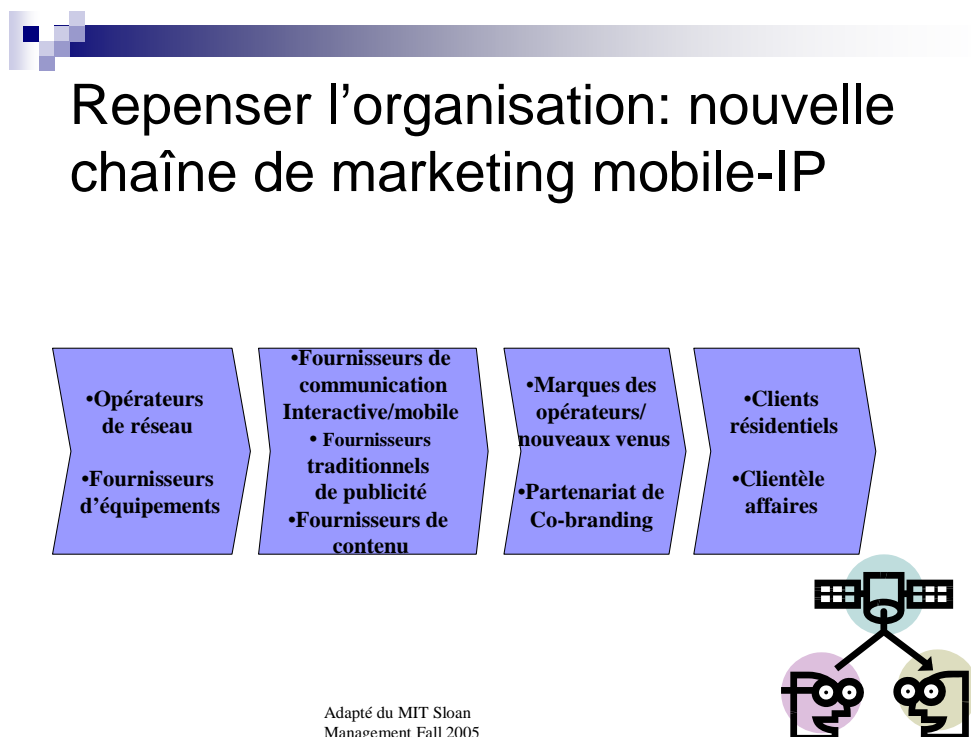 Repenser l’organisation: nouvelle
chaîne de marketing mobile-IP
•Opérateurs
de réseau
•Fournisseurs
d’équipements
•Fournisseurs de
communication
Interactive/mobile
• Fournisseurs
traditionnels
de publicité
•Fournisseurs de
contenu
•Marques des
opérateurs/
nouveaux venus
•Partenariat de
Co-branding
•Clients
résidentiels
•Clientèle
affaires
Adapté du MIT Sloan
Management Fall 2005